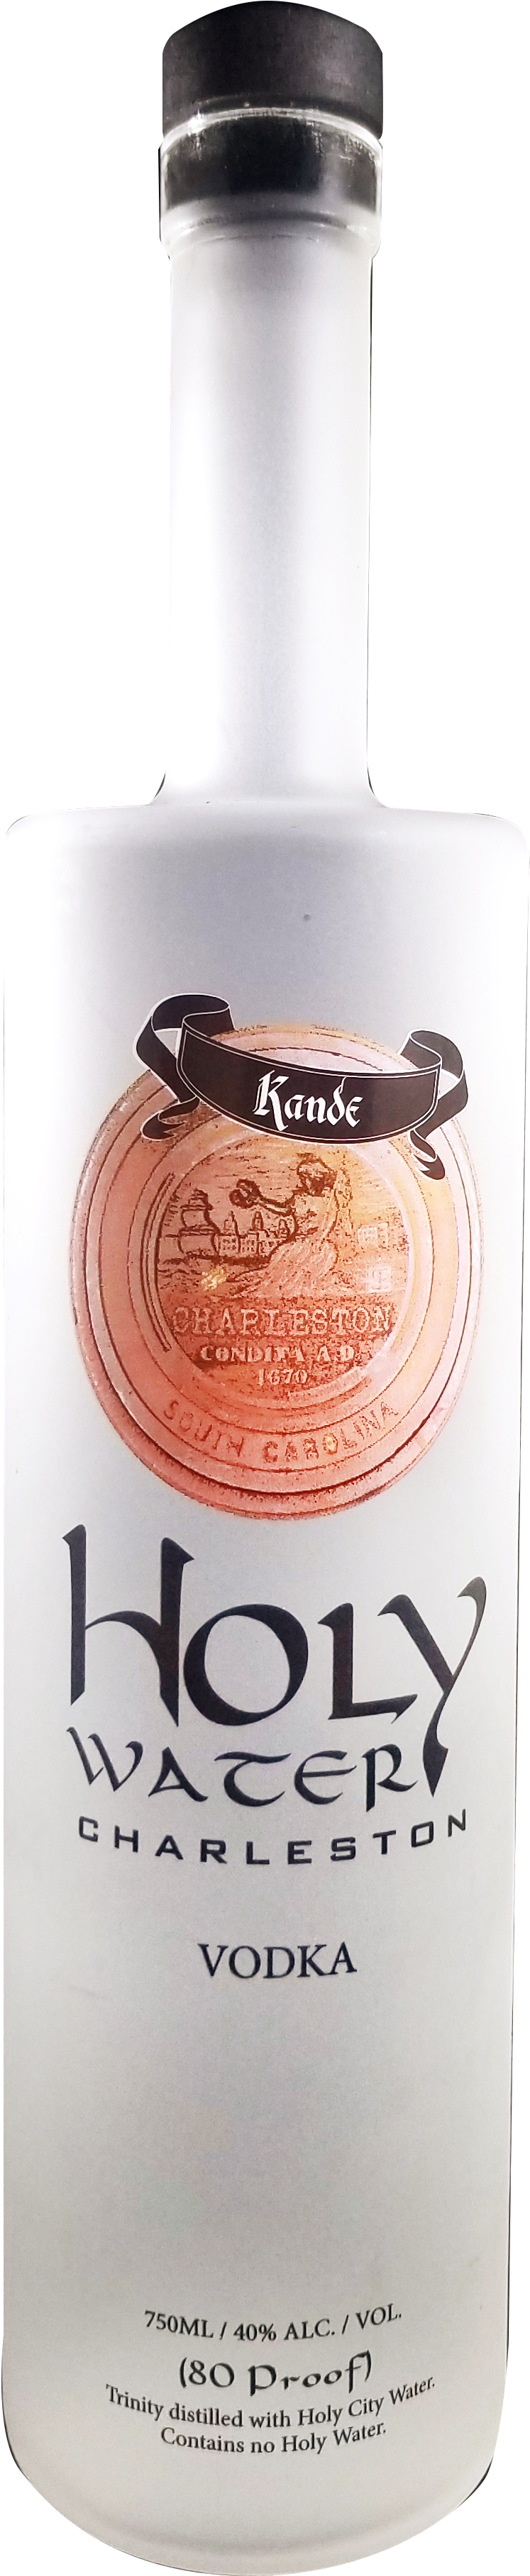 Kande
CHARLESTON
CONDITA A.D.
1670
SOUTH CAROLINA
HOLY
WATER
CHARLESTON
VODKA
750ML / 40% ALC. / VOL.
(80 Proof)
Trinity distilled with Holy City Water.
Contains no Holy Water.